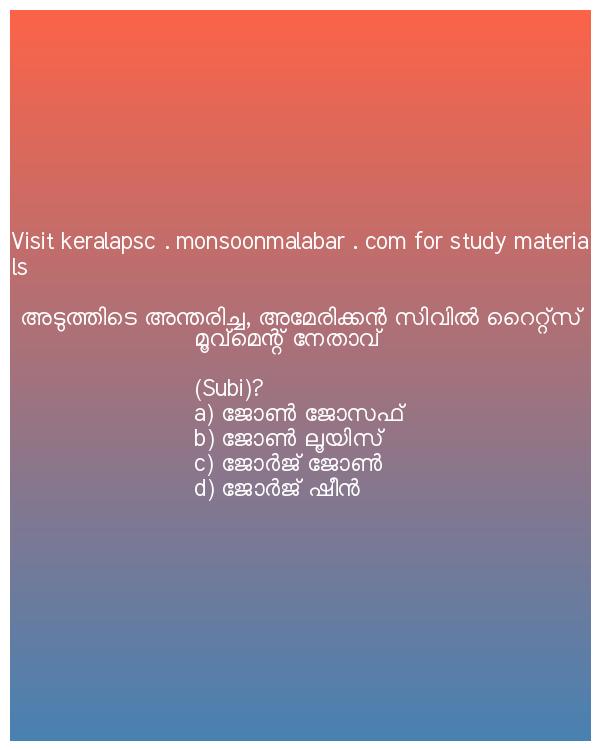 Visit keralapsc . monsoonmalabar . com for study materia
ls
അടുത്തിടെ അന്തരിച്ച, അമേരിക്കൻ സിവിൽ റൈറ്റ്സ്
മൂവ്മെന്റ് നേതാവ്
(Subi)?
a) ജോൺ ജോസഫ്
b) ജോൺ ലൂയിസ്
c) ജോർജ് ജോൺ
d) ജോർജ് ഷീൻ